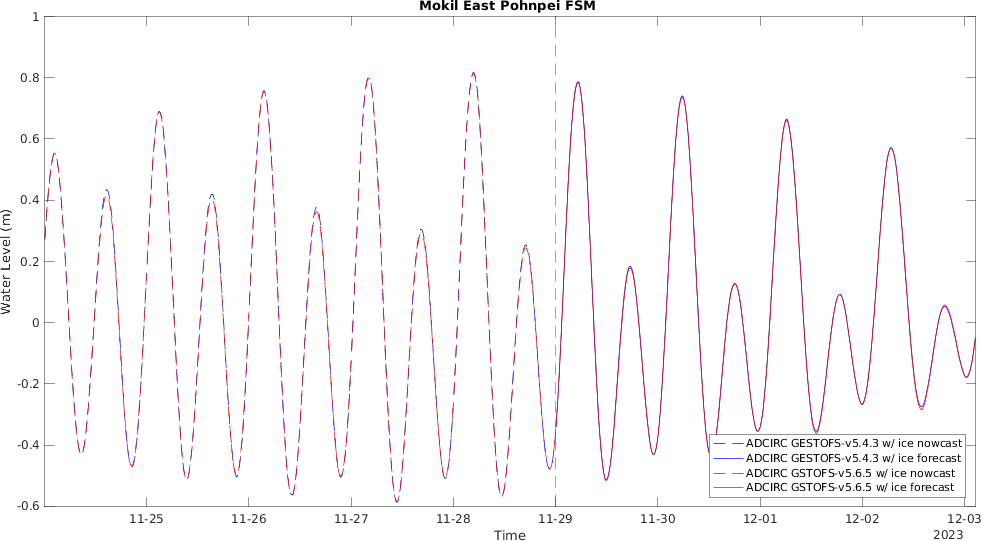 Mokil East Pohnpei FSM
1
0.8
0.6
0.4
0.2
0
-0.2
-0.4
-0.6
Water Level (m)
11-25 11-26 11-27 11-28 11-29 11-30 12-01 12-02 12-03
2023
Time
ADCIRC GESTOFS-v5.4.3 w/ ice nowcast
ADCIRC GESTOFS-v5.4.3 w/ ice forecast
ADCIRC GSTOFS-v5.6.5 w/ ice nowcast
ADCIRC GSTOFS-v5.6.5 w/ ice forecast